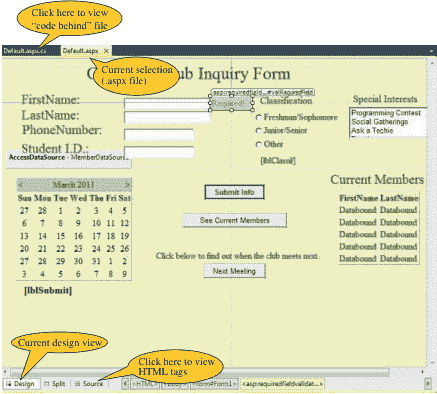 Click here to view
"code behind" file
Default.aspx.cs Default.aspx
Current selection
(.aspx file)
ub Inquiry Form
asp:requiredfield...#valRequiredField
FirstName:
Required!
Classification
Special Interests
LastName:
Freshman/Sophomore
Programming Contest
Social Gatherings
Ask a Techie
PhoneNumber:
Junior/Senior
Student I.D.:
Other
AccessDataSource - MemberDataSource
[lblClassif]
< March 2011 >
Sun Mon Tue Wed Thu Fri Sat
27 28 1 2 3 4 5
6 7 8 9 10 11 12
13 14 15 16 17 18 19
20 21 22 23 24 25 26
27 28 29 30 31 1 2
3 4 5 6 7 8 9
[lblSubmit]
Submit Info
See Current Members
Click below to find out when the club meets next.
Next Meeting
Current Members
FirstName LastName
Databound Databound
Databound Databound
Databound Databound
Databound Databound
Databound Databound
Current design view
Click here to view
HTML tags
Design Split Source <HTML> <body> <form#Form1> <asp:requiredfieldvalidat...>